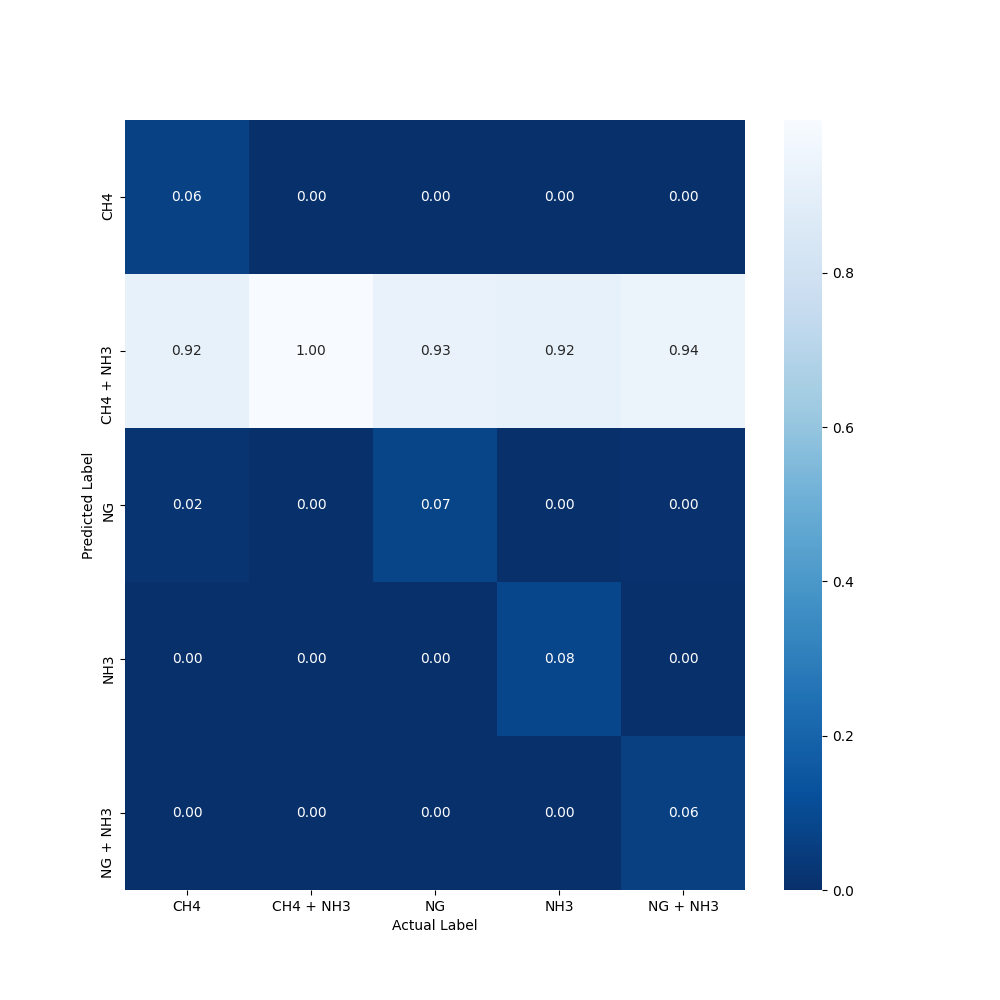 CH4
0.06 0.00 0.00 0.00 0.00
CH4 + NH3
0.92 1.00 0.93 0.92 0.94
Predicted Label
NG
0.02 0.00 0.07 0.00 0.00
NH3
0.00 0.00 0.00 0.08 0.00
NG + NH3
0.00 0.00 0.00 0.00 0.06
CH4 CH4 + NH3 NG NH3 NG + NH3
Actual Label
0.8
0.6
0.4
0.2
0.0